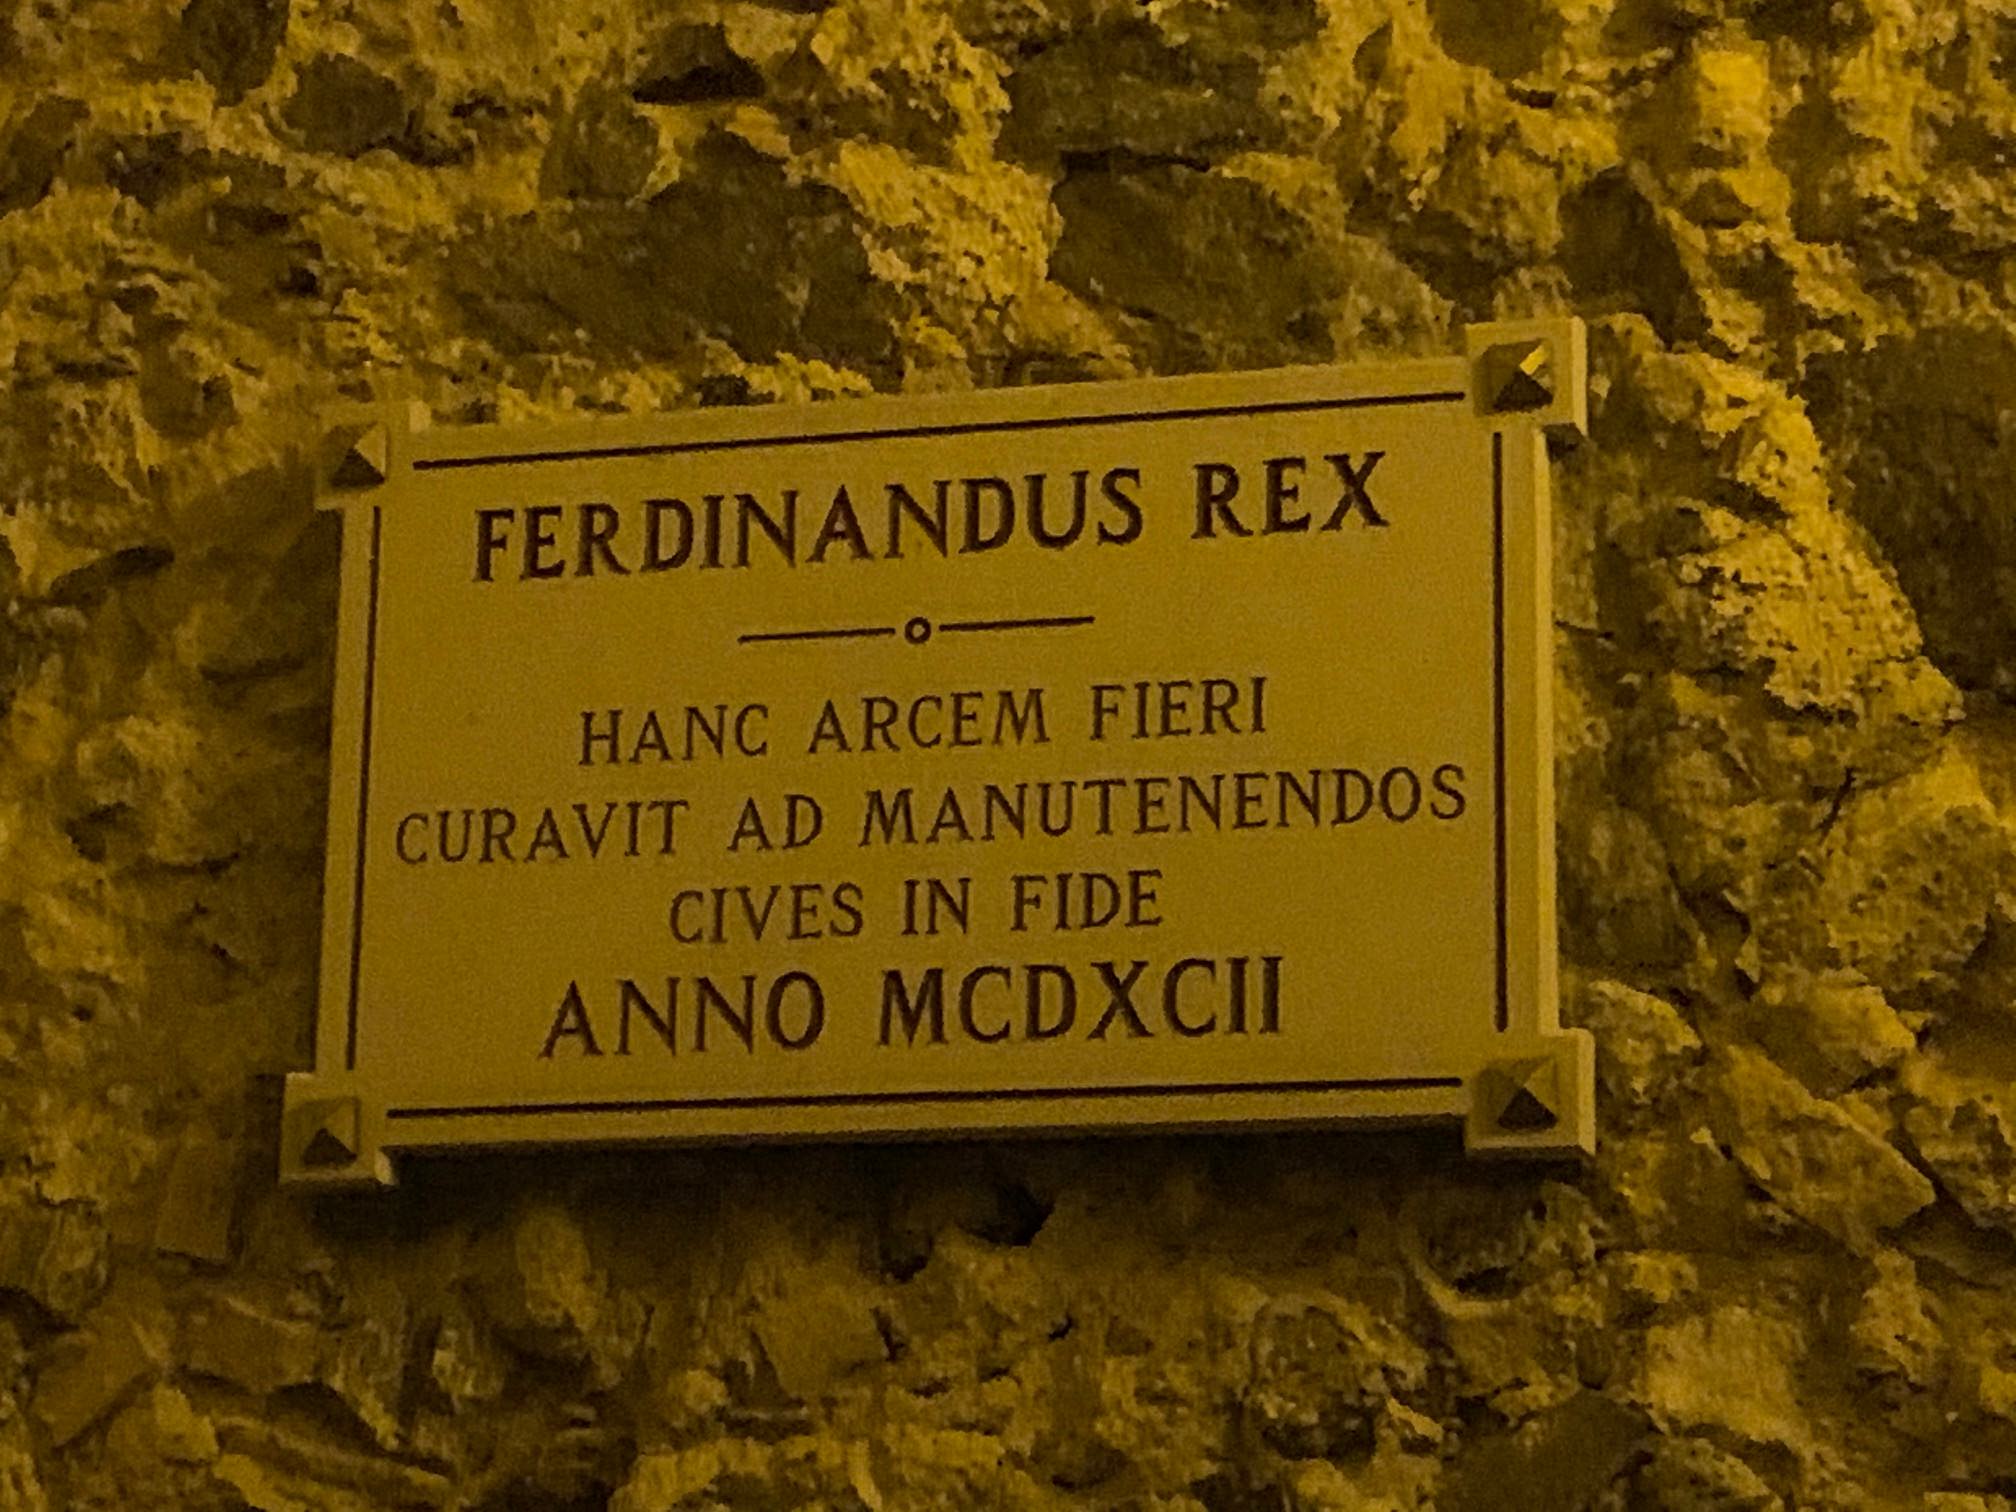 FERDINANDUS REX
HANC ARCEM FIERI
CURAVIT AD MANUTENENDOS
CIVES IN FIDE
ANNO MCDXCII